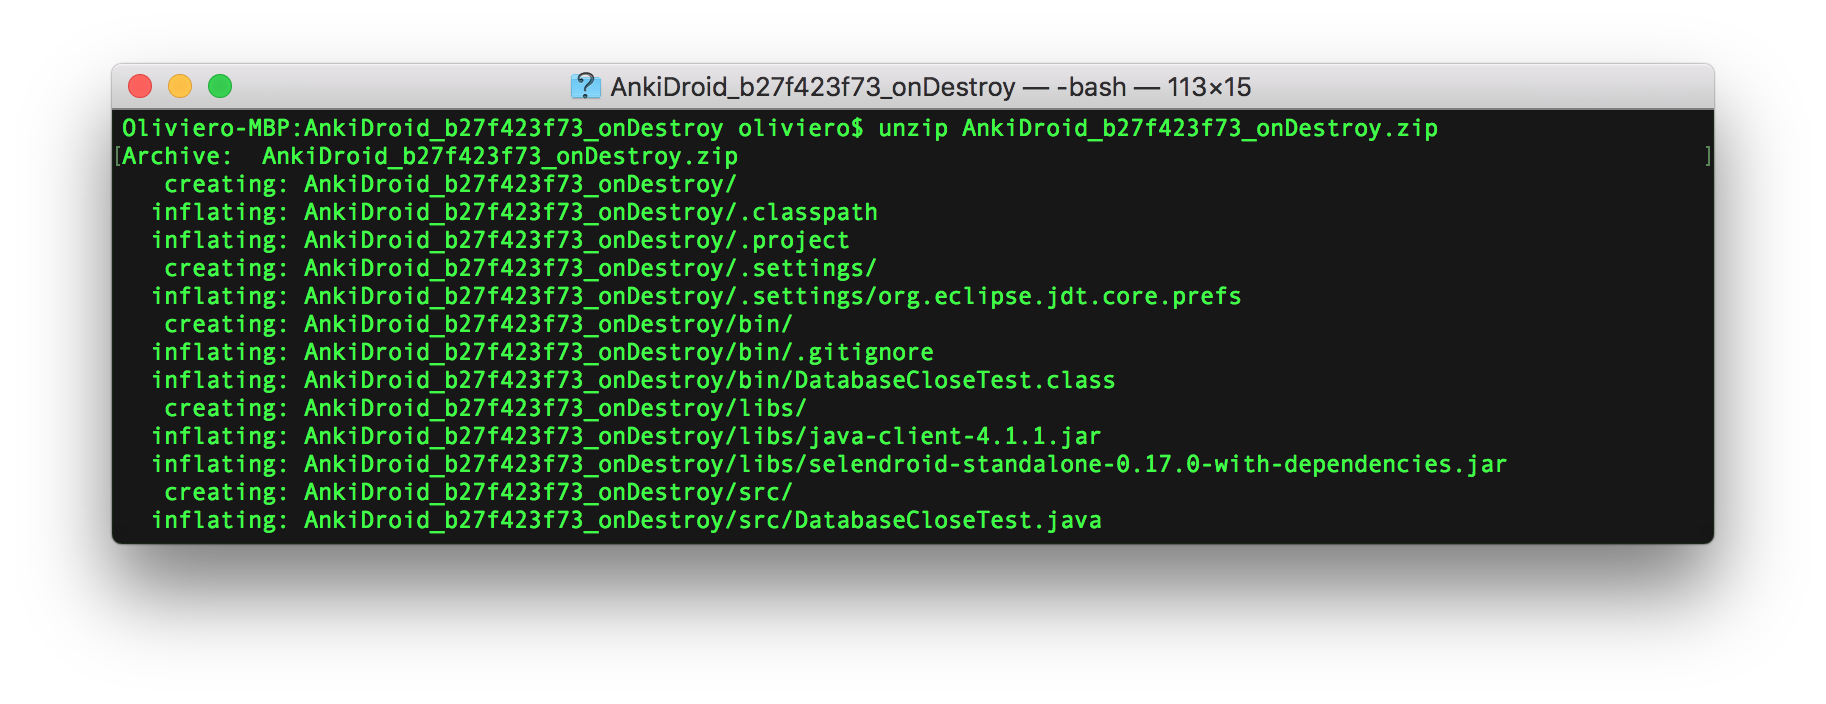 AnkiDroid_b27f423f73_onDestroy — -bash — 113×15
Oliviero-MBP:AnkiDroid_b27f423f73_onDestroy oliviero$ unzip AnkiDroid_b27f423f73_onDestroy.zip
[Archive:  AnkiDroid_b27f423f73_onDestroy.zip ]
   creating: AnkiDroid_b27f423f73_onDestroy/
  inflating: AnkiDroid_b27f423f73_onDestroy/.classpath
  inflating: AnkiDroid_b27f423f73_onDestroy/.project
   creating: AnkiDroid_b27f423f73_onDestroy/.settings/
  inflating: AnkiDroid_b27f423f73_onDestroy/.settings/org.eclipse.jdt.core.prefs
   creating: AnkiDroid_b27f423f73_onDestroy/bin/
  inflating: AnkiDroid_b27f423f73_onDestroy/bin/.gitignore
  inflating: AnkiDroid_b27f423f73_onDestroy/bin/DatabaseCloseTest.class
   creating: AnkiDroid_b27f423f73_onDestroy/libs/
  inflating: AnkiDroid_b27f423f73_onDestroy/libs/java-client-4.1.1.jar
  inflating: AnkiDroid_b27f423f73_onDestroy/libs/selendroid-standalone-0.17.0-with-dependencies.jar
   creating: AnkiDroid_b27f423f73_onDestroy/src/
  inflating: AnkiDroid_b27f423f73_onDestroy/src/DatabaseCloseTest.java